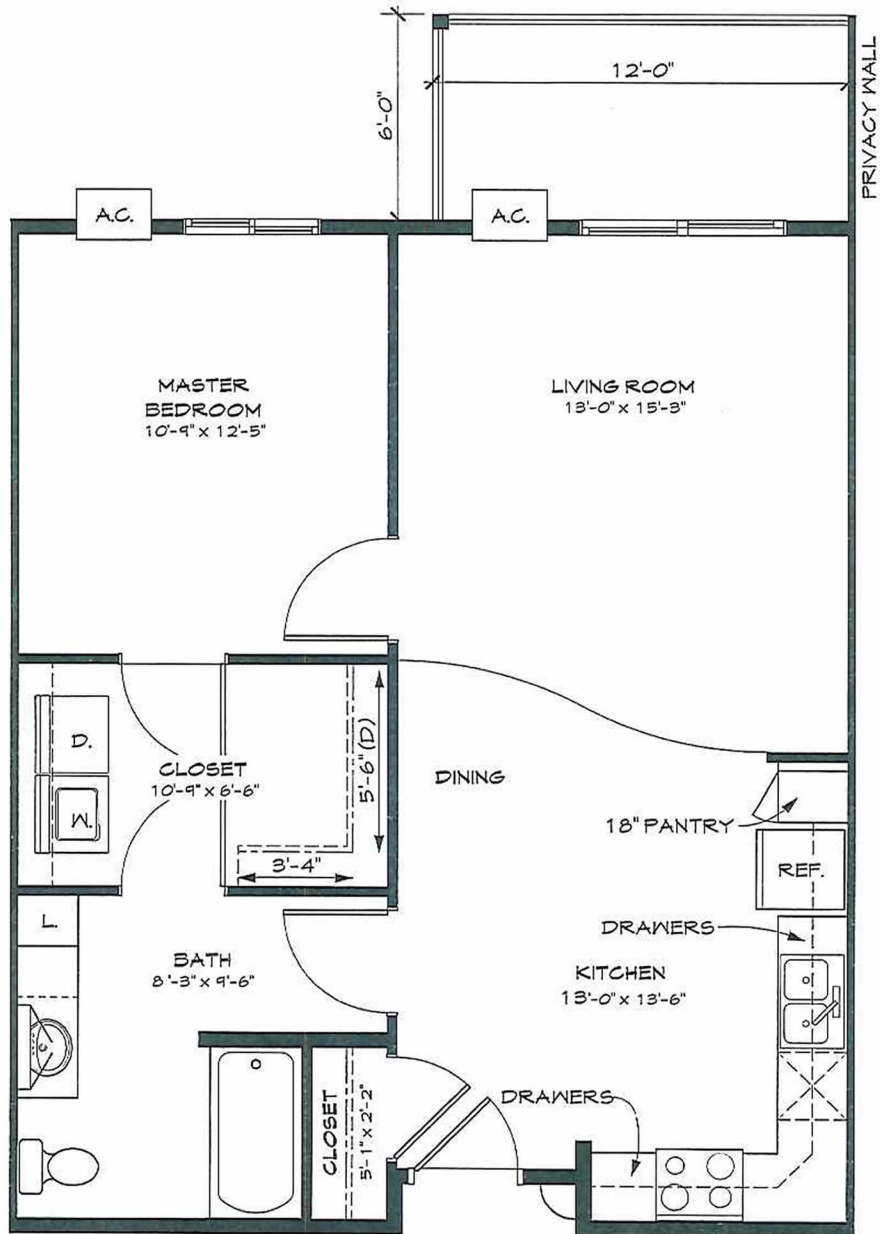 6'-0"
12'-0"
PRIVACY WALL
A.C.
A.C.
MASTER
BEDROOM
10'-9" x 12'-5"
LIVING ROOM
13'-0" x 15'-3"
D.
W.
CLOSET
10'-9" x 6'-6"
5'-6" (D)
3'-4"
DINING
18" PANTRY
REF.
L.
BATH
8'-3" x 9'-6"
DRAWERS
KITCHEN
13'-0" x 13'-6"
DRAWERS
CLOSET
5'-1" x 2'-2"